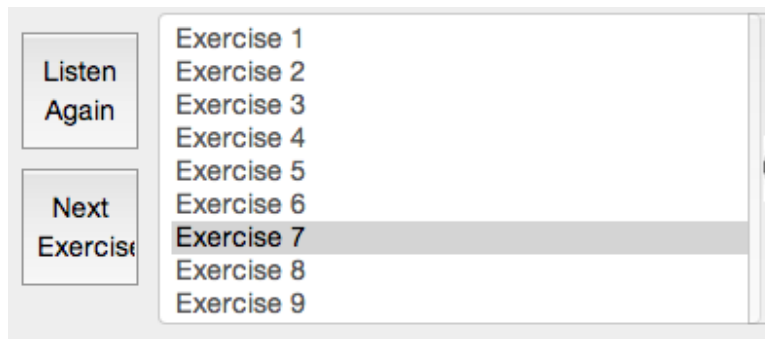 Listen
Again
Next
Exercise
Exercise 1
Exercise 2
Exercise 3
Exercise 4
Exercise 5
Exercise 6
Exercise 7
Exercise 8
Exercise 9